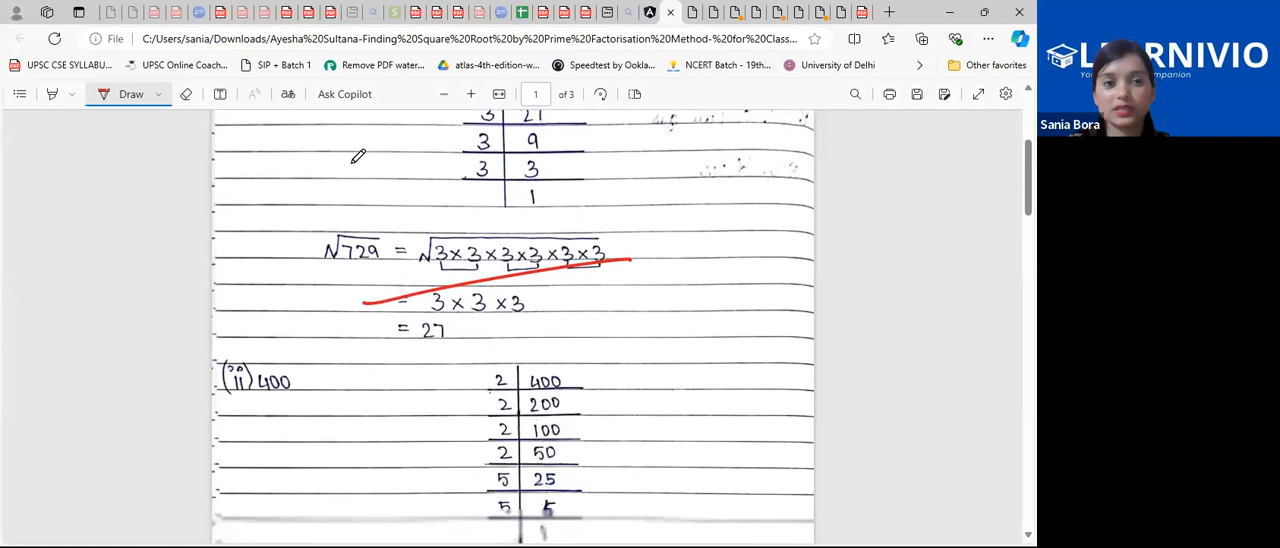 File
C:/Users/sania/Downloads/Ayesha%20Sultana-Finding%20Square%20Root%20by%20Prime%20Factorisation%20Method-%20for%20Class...
UPSC CSE SYLLABU...
UPSC Online Coach...
SIP + Batch 1
Remove PDF water...
atlas-4th-edition-w...
Speedtest by Ookla...
NCERT Batch - 19th...
University of Delhi
Other favorites
Draw
Ask Copilot
1 of 3
LEARNIVIO
Sania Bora
3 21
3 9
3 3
1
√729 = √3×3×3×3×3×3
= 3×3×3
= 27
(ii) 400
2 400
2 200
2 100
2 50
5 25
5 5
1